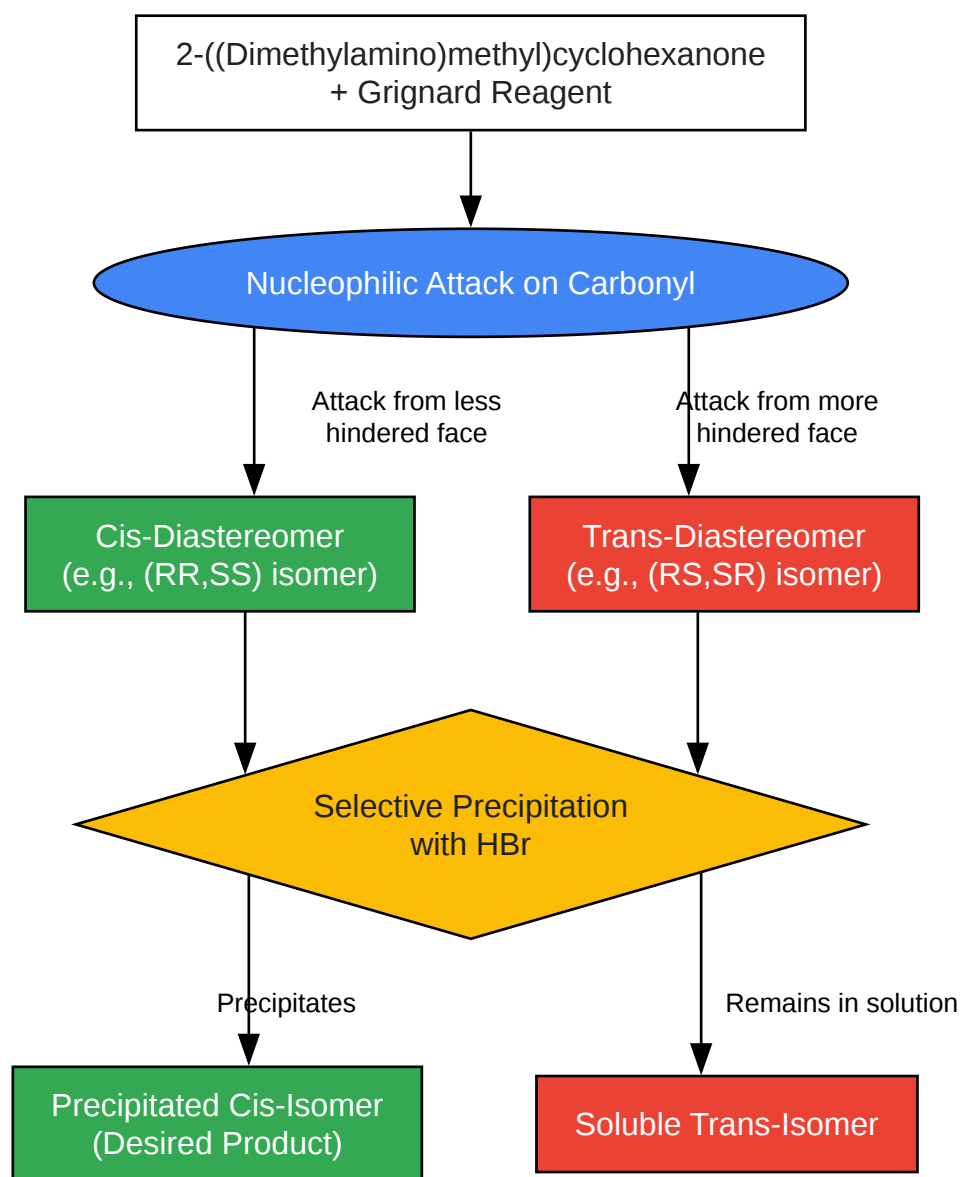 2-((Dimethylamino)methyl)cyclohexanone
+ Grignard Reagent
Nucleophilic Attack on Carbonyl
Attack from less
hindered face
Attack from more
hindered face
Cis-Diastereomer
(e.g., (RR,SS) isomer)
Trans-Diastereomer
(e.g., (RS,SR) isomer)
Selective Precipitation
with HBr
Precipitates
Remains in solution
Precipitated Cis-Isomer
(Desired Product)
Soluble Trans-Isomer